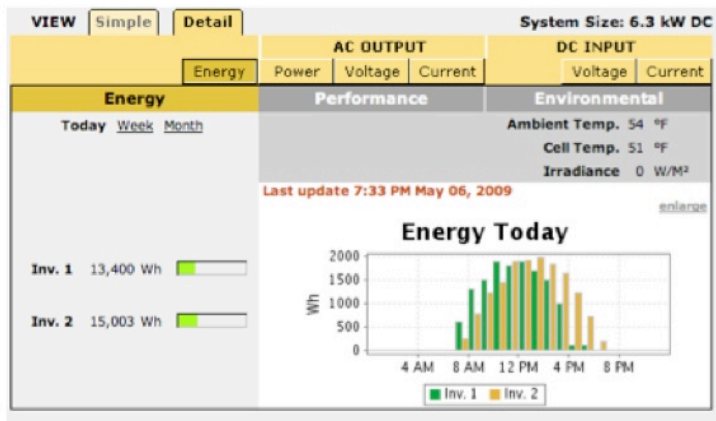 VIEW Simple Detail System Size: 6.3 kW DC
AC OUTPUT DC INPUT
Energy Power Voltage Current Voltage Current
Energy Performance Environmental
Today Week Month Ambient Temp. 54 °F
Cell Temp. 51 °F
Irradiance 0 W/M²
Last update 7:33 PM May 06, 2009
enlarge
Energy Today
Inv. 1 13,400 Wh
Inv. 2 15,003 Wh
Wh
2000
1500
1000
500
0
4 AM 8 AM 12 PM 4 PM 8 PM
Inv. 1 Inv. 2